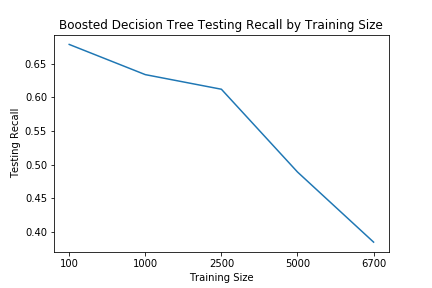 Boosted Decision Tree Testing Recall by Training Size
0.65
0.60
0.55
0.50
0.45
0.40
Testing Recall
100 1000 2500 5000 6700
Training Size